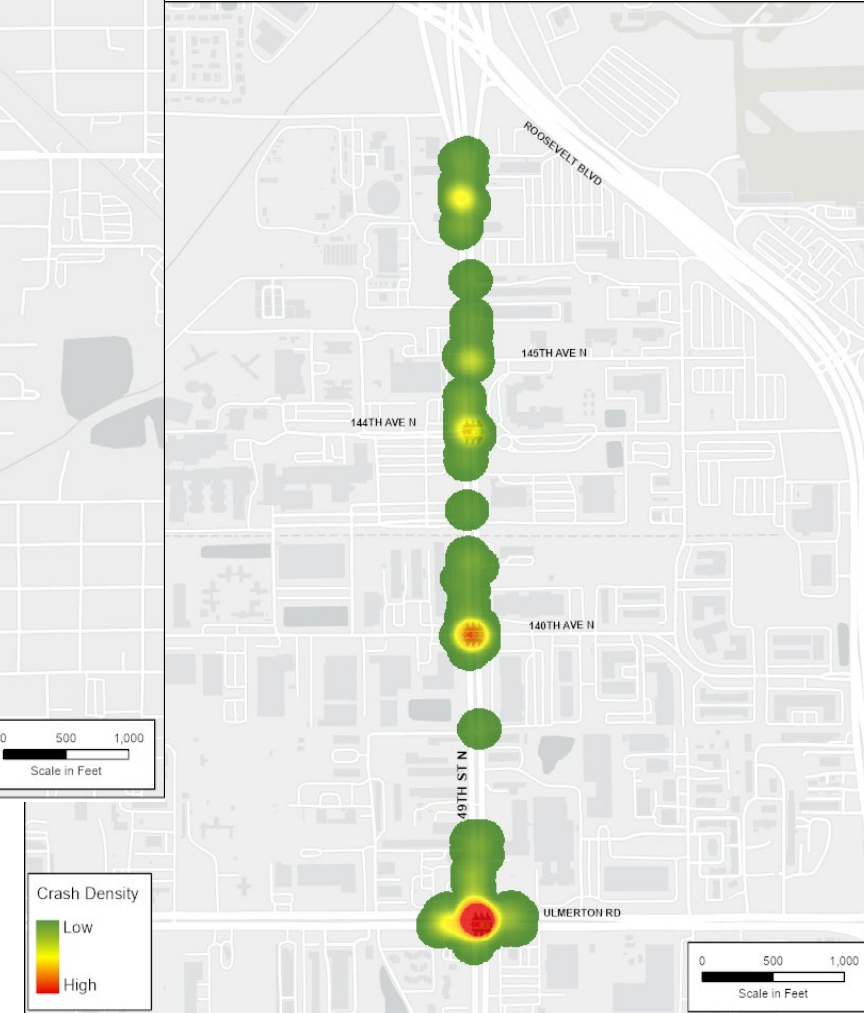 ROOSEVELT BLVD
145TH AVE N
144TH AVE N
140TH AVE N
0 500 1,000
Scale in Feet
49TH ST N
Crash Density
Low
High
ULMERTON RD
0 500 1,000
Scale in Feet